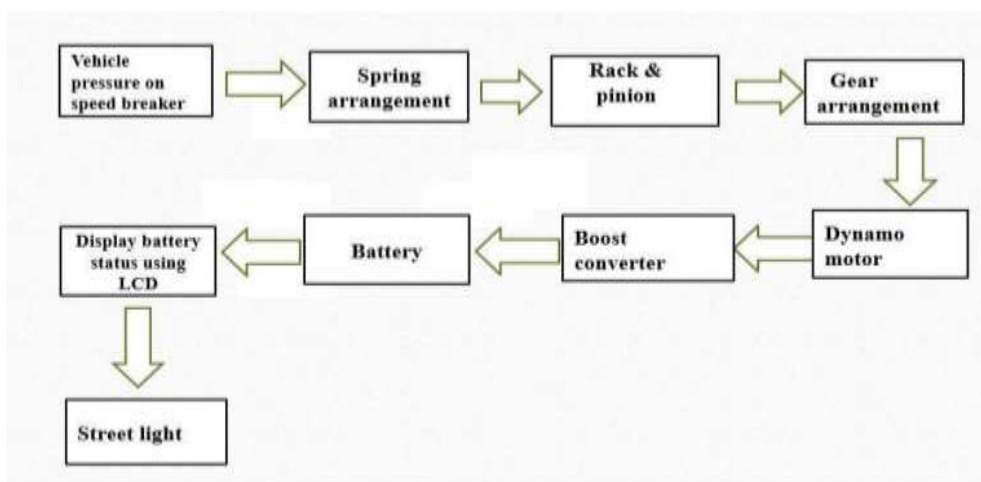 Vehicle
pressure on
speed breaker
Spring
arrangement
Rack &
pinion
Gear
arrangement
Dynamo
motor
Boost
converter
Battery
Display battery
status using
LCD
Street light